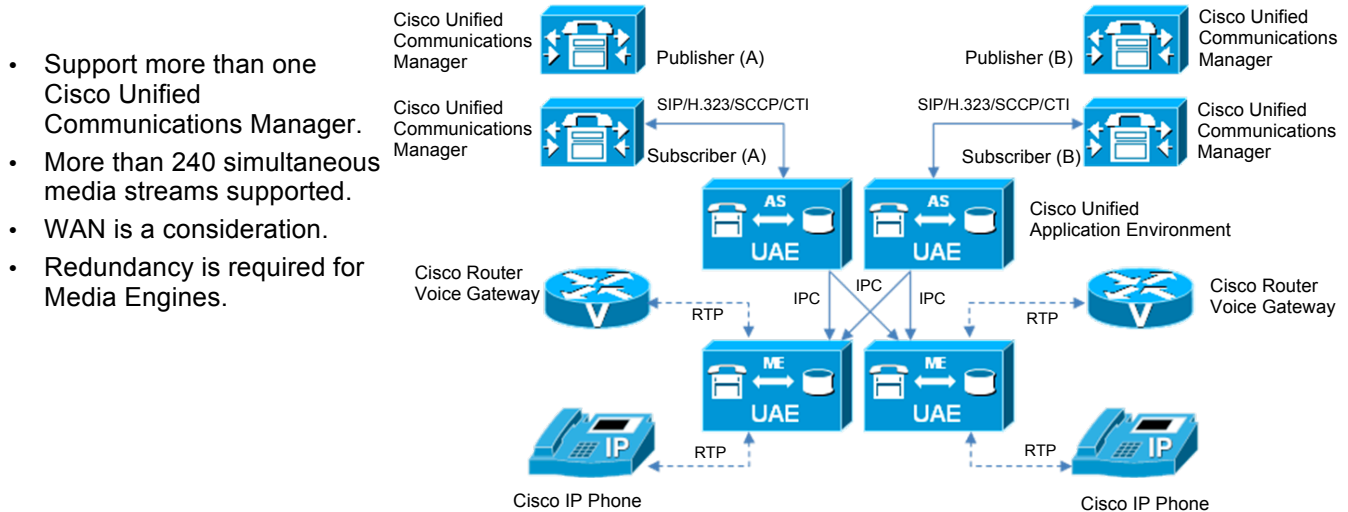 • Support more than one
Cisco Unified
Communications Manager.
• More than 240 simultaneous
media streams supported.
• WAN is a consideration.
• Redundancy is required for
Media Engines.
Cisco Unified
Communications
Manager
Publisher (A)
Publisher (B)
Cisco Unified
Communications
Manager
Cisco Unified
Communications
Manager
SIP/H.323/SCCP/CTI
Subscriber (A)
SIP/H.323/SCCP/CTI
Subscriber (B)
Cisco Unified
Communications
Manager
AS
UAE
AS
UAE
Cisco Unified
Application Environment
Cisco Router
Voice Gateway
V
RTP
IPC
IPC
IPC
RTP
V
Cisco Router
Voice Gateway
ME
UAE
ME
UAE
IP
RTP
RTP
IP
Cisco IP Phone
Cisco IP Phone